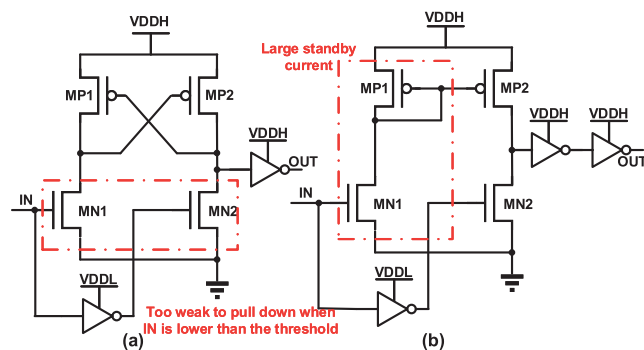 VDDH
MP1
MP2
VDDH
OUT
IN
MN1
MN2
VDDL
Too weak to pull down when
IN is lower than the threshold
(a)
Large standby
current
VDDH
MP1
MP2
VDDH
VDDH
OUT
IN
MN1
MN2
VDDL
(b)